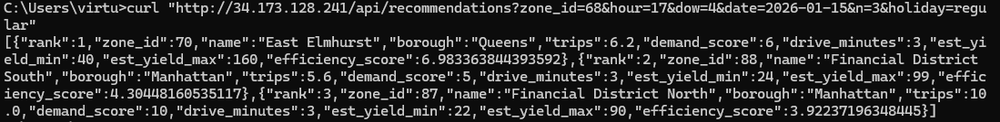 C:\Users\virtu>curl "http://34.173.128.241/api/recommendations?zone_id=68&hour=17&dow=4&date=2026-01-15&n=3&holiday=regu
lar"
[{"rank":1,"zone_id":70,"name":"East Elmhurst","borough":"Queens","trips":6.2,"demand_score":6,"drive_minutes":3,"est_yi
eld_min":40,"est_yield_max":160,"efficiency_score":6.983363844393592},{"rank":2,"zone_id":88,"name":"Financial District
South","borough":"Manhattan","trips":5.6,"demand_score":5,"drive_minutes":3,"est_yield_min":24,"est_yield_max":99,"effic
iency_score":4.30448160535117},{"rank":3,"zone_id":87,"name":"Financial District North","borough":"Manhattan","trips":10
.0,"demand_score":10,"drive_minutes":3,"est_yield_min":22,"est_yield_max":90,"efficiency_score":3.92237196348445}]